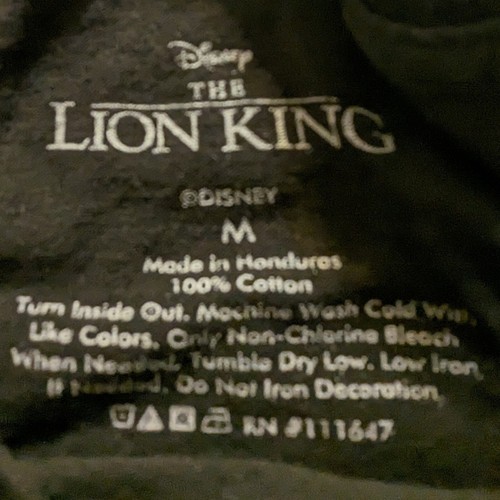 Disney
THE
LION KING
©DISNEY
M
Made in Honduras
100% Cotton
Turn Inside Out. Machine Wash Cold With
Like Colors. Only Non-Chlorine Bleach
When Needed. Tumble Dry Low. Low Iron
If Needed. Do Not Iron Decoration.
RN #111647